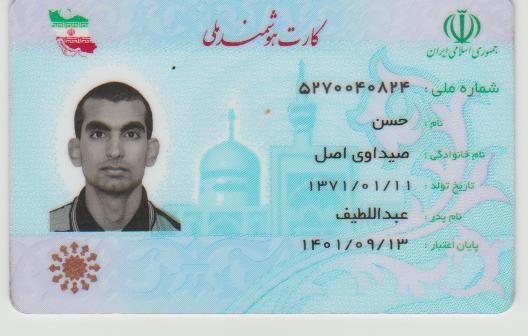 کارت هوشمند ملی
جمهوری اسلامی ایران
شماره ملی: ۵۲۷۰۰۴۰۸۲۴
نام: حسن
نام خانوادگی: صیداوی اصل
تاریخ تولد: ۱۳۷۱/۰۱/۱۱
نام پدر: عبداللطیف
پایان اعتبار: ۱۴۰۱/۰۹/۱۳